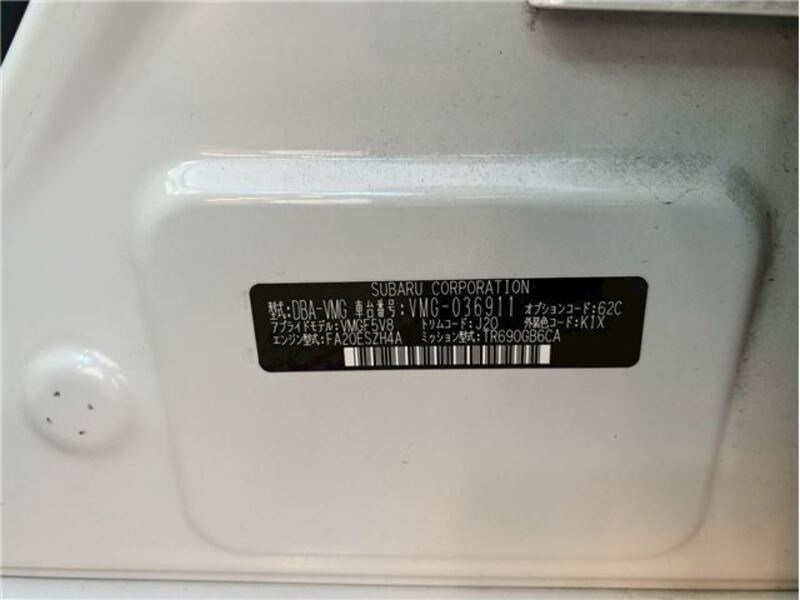 SUBARU CORPORATION
型式:DBA-VMG 車台番号:VMG-036911 オプションコード:62C
アプライドモデル:VMGF5V8 トリムコード:J20 外装色コード:K1X
エンジン型式:FA20ESZH4A ミッション型式:TR690GB6CA